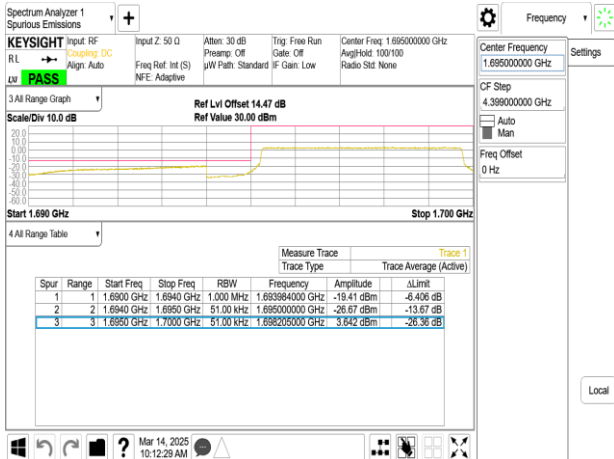 Spectrum Analyzer 1
Spurious Emissions
Frequency
KEYSIGHT Input: RF Input Z: 50 Ω Atten: 30 dB Trig: Free Run Center Freq: 1.695000000 GHz
RL Coupling: DC Preamp: Off Gate: Off Avg|Hold: 100/100
Align: Auto Freq Ref: Int (S) µW Path: Standard IF Gain: Low Radio Std: None
NFE: Adaptive
LXI PASS
Center Frequency
1.695000000 GHz
Settings
CF Step
4.399000000 GHz
Auto
Man
Freq Offset
0 Hz
3 All Range Graph
Ref Lvl Offset 14.47 dB
Scale/Div 10.0 dB Ref Value 30.00 dBm
20.0
10.0
0.00
-10.0
-20.0
-30.0
-40.0
-50.0
-60.0
Start 1.690 GHz Stop 1.700 GHz
4 All Range Table
Measure Trace Trace 1
Trace Type Trace Average (Active)
Spur Range Start Freq Stop Freq RBW Frequency Amplitude ΔLimit
1 1 1.6900 GHz 1.6940 GHz 1.000 MHz 1.693984000 GHz -19.41 dBm -6.406 dB
2 2 1.6940 GHz 1.6950 GHz 51.00 kHz 1.695000000 GHz -26.67 dBm -13.67 dB
3 3 1.6950 GHz 1.7000 GHz 51.00 kHz 1.698205000 GHz 3.642 dBm -26.36 dB
Local
Mar 14, 2025
10:12:29 AM